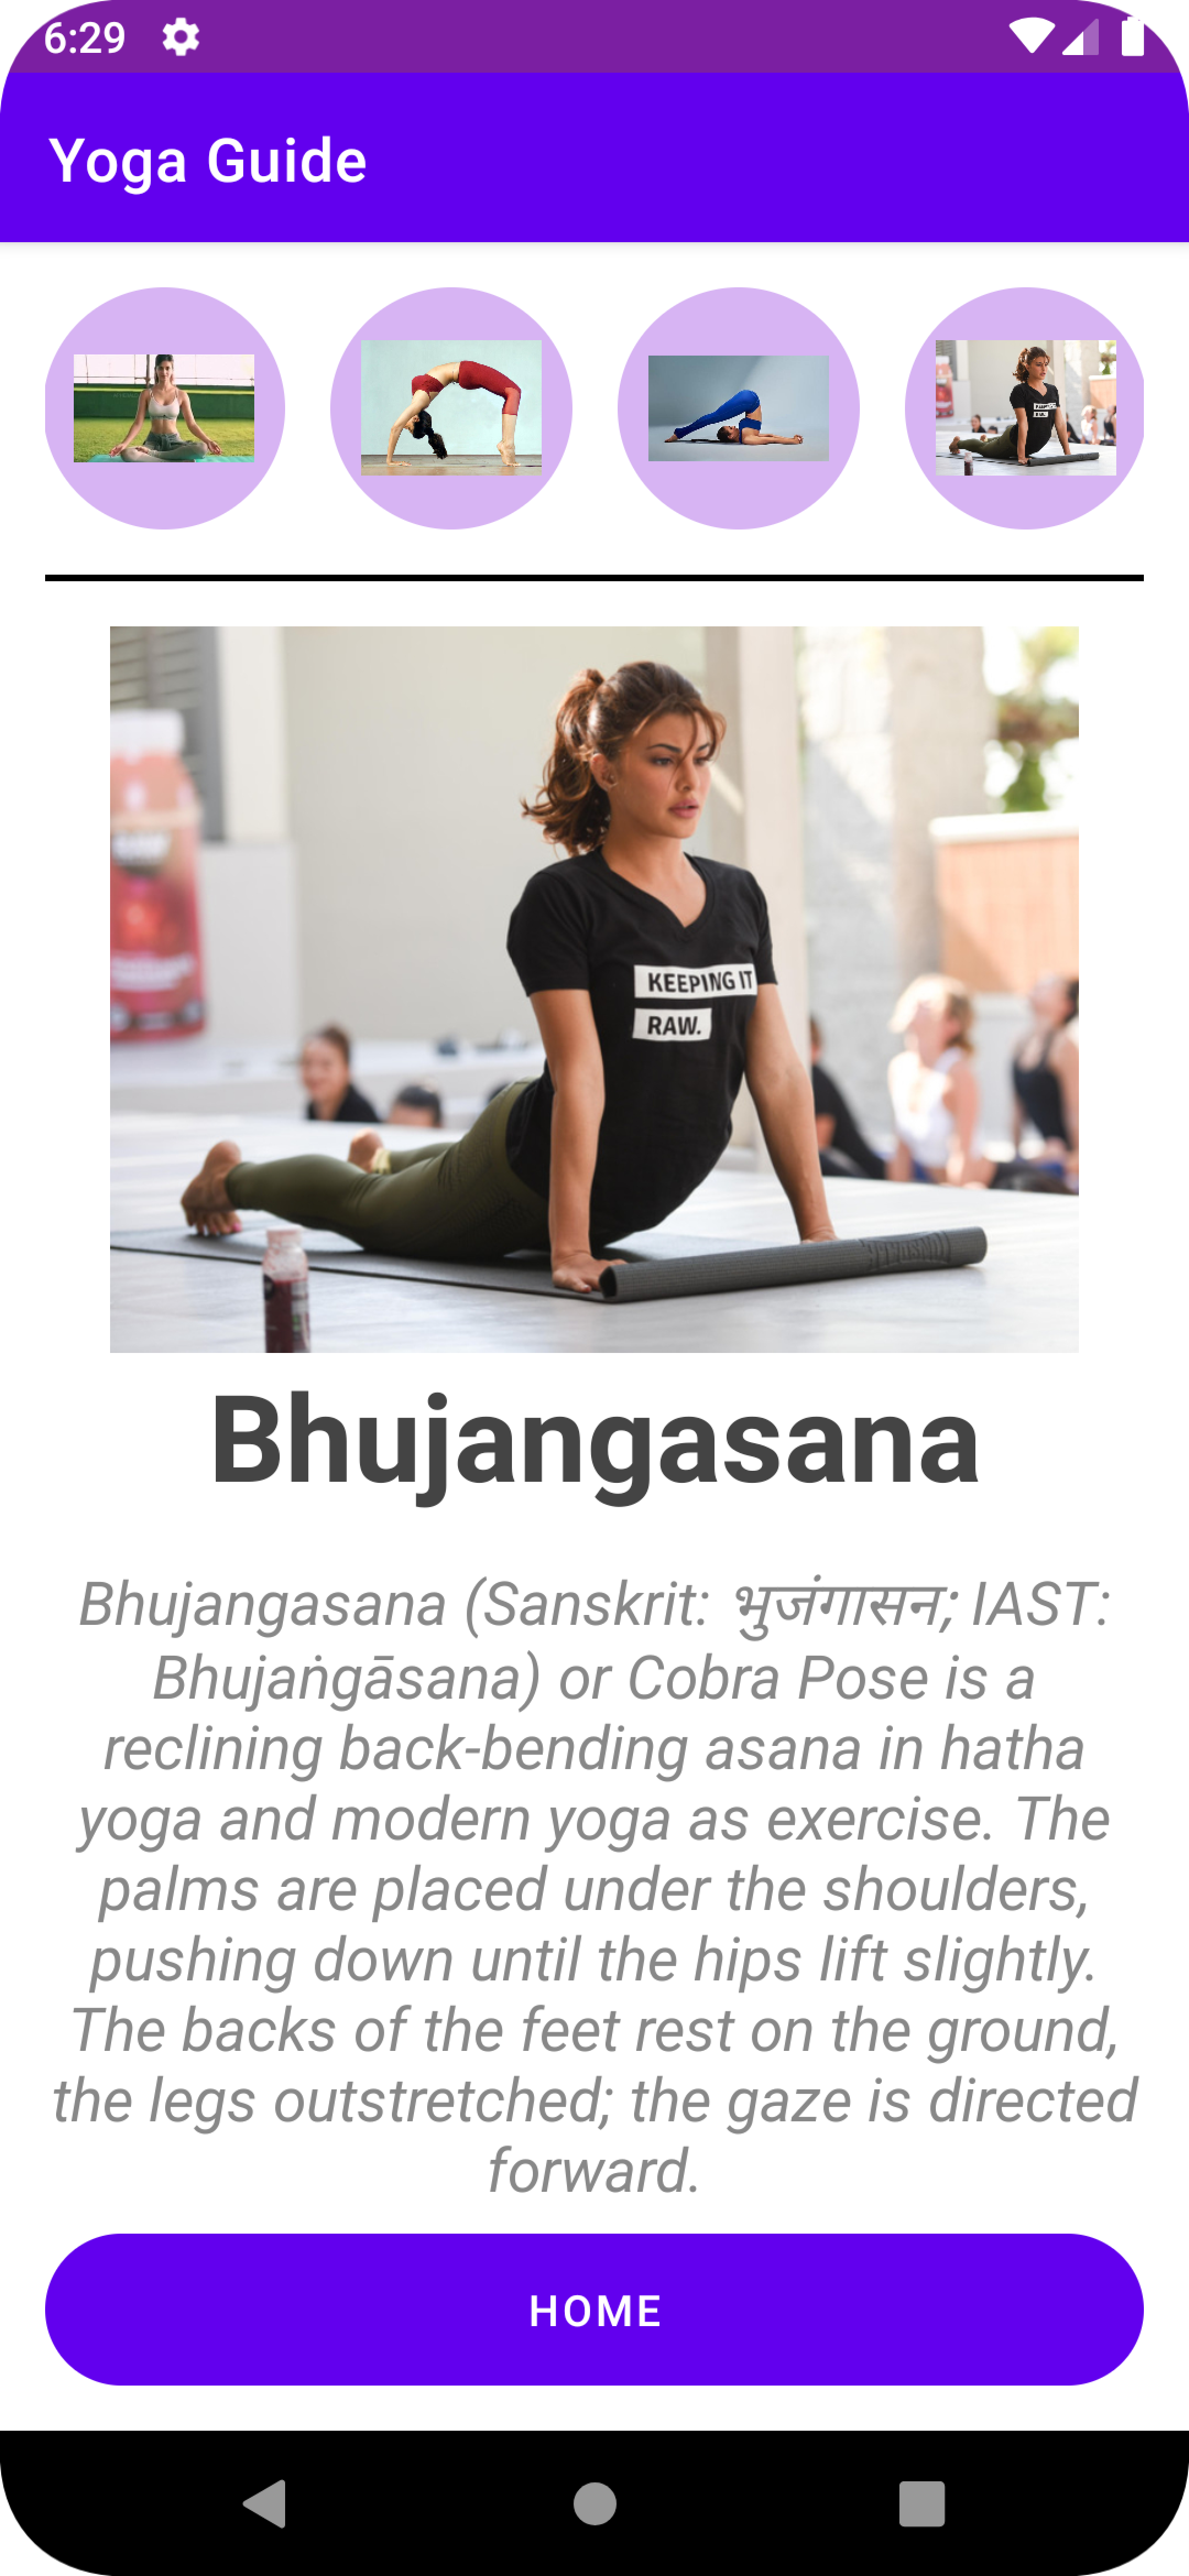 6:29
Yoga Guide
KEEPING IT
RAW.
Bhujangasana
Bhujangasana (Sanskrit: भुजंगासन; IAST:
Bhujaṅgāsana) or Cobra Pose is a
reclining back-bending asana in hatha
yoga and modern yoga as exercise. The
palms are placed under the shoulders,
pushing down until the hips lift slightly.
The backs of the feet rest on the ground,
the legs outstretched; the gaze is directed
forward.
HOME